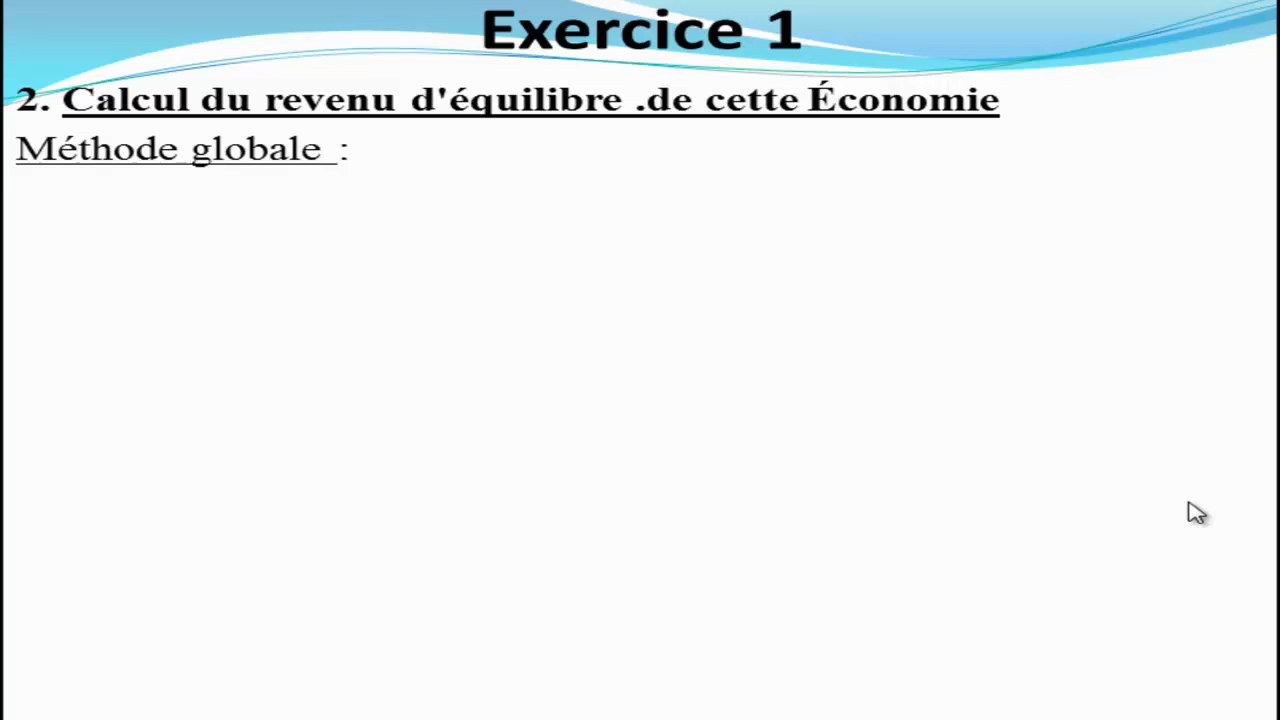 Exercice 1
2. Calcul du revenu d'équilibre .de cette Économie
Méthode globale :